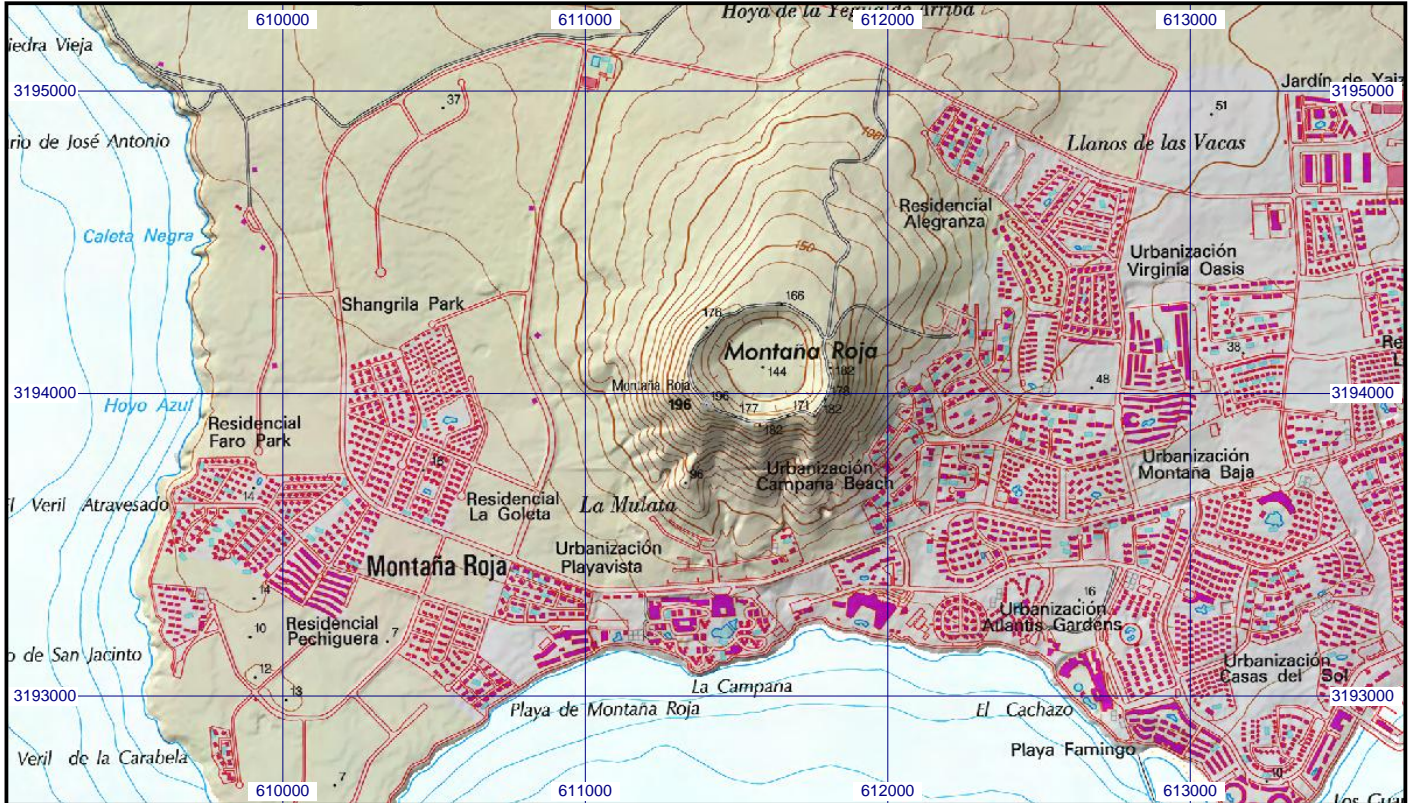 610000
611000
612000
613000
Hoya de la Yegua de Arriba
iedra Vieja
3195000
3195000
Jardín de Yaiz
37
51
100
rio de José Antonio
Llanos de las Vacas
Residencial
Alegranza
Caleta Negra
150
Urbanización
Virginia Oasis
Shangrila Park
166
178
Montaña Roja
144
182
38
Re
48
Montaña Roja
196
196
178
177
171
182
182
3194000
3194000
Hoyo Azul
Residencial
Faro Park
18
96
Urbanización
Campana Beach
Urbanización
Montaña Baja
14
l Veril Atravesado
Residencial
La Goleta
La Mulata
Urbanización
Playavista
Montaña Roja
14
16
Residencial
Pechiguera
10
7
Urbanización
Atlantis Gardens
o de San Jacinto
12
13
Urbanización
Casas del Sol
3193000
3193000
La Campana
Playa de Montaña Roja
El Cachazo
Veril de la Carabela
Playa Famingo
7
10
610000
611000
612000
613000